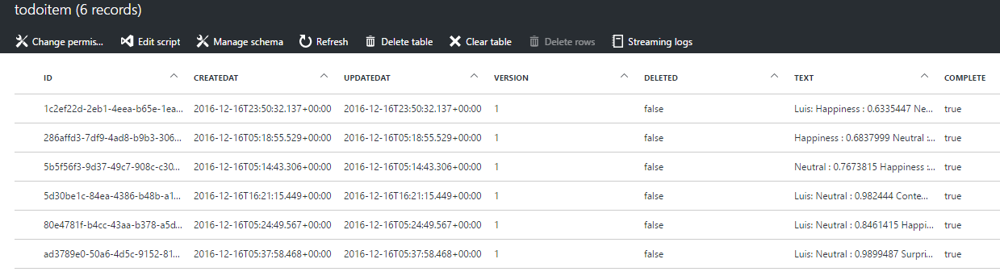 todoitem (6 records)
Change permis... Edit script Manage schema Refresh Delete table Clear table Delete rows Streaming logs
ID CREATEDAT UPDATEDAT VERSION DELETED TEXT COMPLETE
1c2ef22d-2eb1-4eea-b65e-1ea... 2016-12-16T23:50:32.137+00:00 2016-12-16T23:50:32.137+00:00 1 false Luis: Happiness : 0.6335447 Ne... true
286affd3-7df9-4ad8-b9b3-306... 2016-12-16T05:18:55.529+00:00 2016-12-16T05:18:55.529+00:00 1 false Happiness : 0.6837999 Neutral :... true
5b5f56f3-9d37-49c7-908c-c30... 2016-12-16T05:14:43.306+00:00 2016-12-16T05:14:43.306+00:00 1 false Neutral : 0.7673815 Happiness :... true
5d30be1c-84ea-4386-b48b-a1... 2016-12-16T16:21:15.449+00:00 2016-12-16T16:21:15.449+00:00 1 false Luis: Neutral : 0.982444 Conte... true
80e4781f-b4cc-43aa-b378-a5d... 2016-12-16T05:24:49.567+00:00 2016-12-16T05:24:49.567+00:00 1 false Luis: Neutral : 0.8461415 Happi... true
ad3789e0-50a6-4d5c-9152-81... 2016-12-16T05:37:58.468+00:00 2016-12-16T05:37:58.468+00:00 1 false Luis: Neutral : 0.9899487 Surpri... true